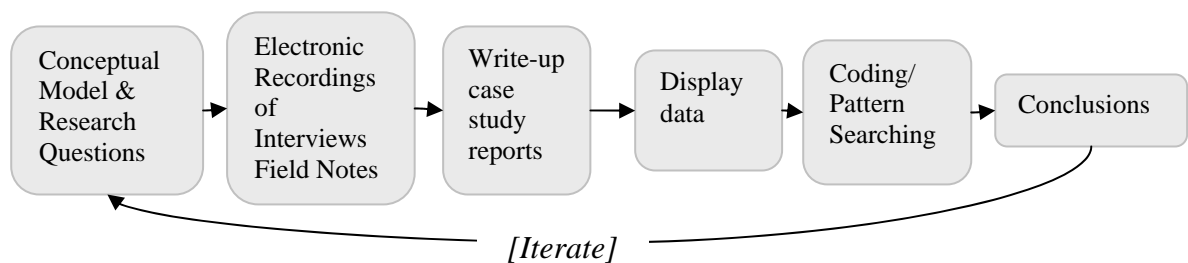 Conceptual
Model &
Research
Questions
Electronic
Recordings
of
Interviews
Field Notes
Write-up
case
study
reports
Display
data
Coding/
Pattern
Searching
Conclusions
[Iterate]